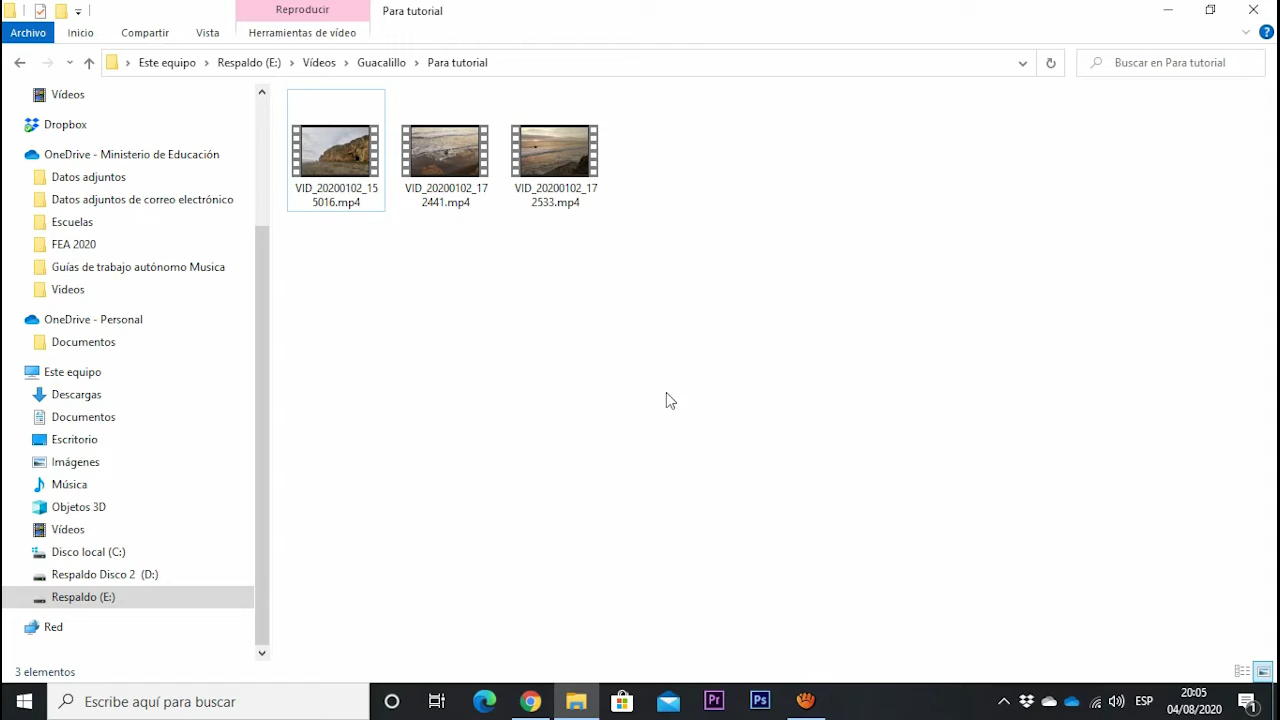 Reproducir
Para tutorial
Archivo
Inicio
Compartir
Vista
Herramientas de vídeo
Este equipo
Respaldo (E:)
Vídeos
Guacalillo
Para tutorial
Buscar en Para tutorial
Vídeos
Dropbox
OneDrive - Ministerio de Educación
Datos adjuntos
Datos adjuntos de correo electrónico
Escuelas
FEA 2020
Guías de trabajo autónomo Musica
Videos
OneDrive - Personal
Documentos
Este equipo
Descargas
Documentos
Escritorio
Imágenes
Música
Objetos 3D
Vídeos
Disco local (C:)
Respaldo Disco 2 (D:)
Respaldo (E:)
Red
VID_20200102_15
5016.mp4
VID_20200102_17
2441.mp4
VID_20200102_17
2533.mp4
3 elementos
Escribe aquí para buscar
Pr
Ps
ESP
20:05
04/08/2020
1